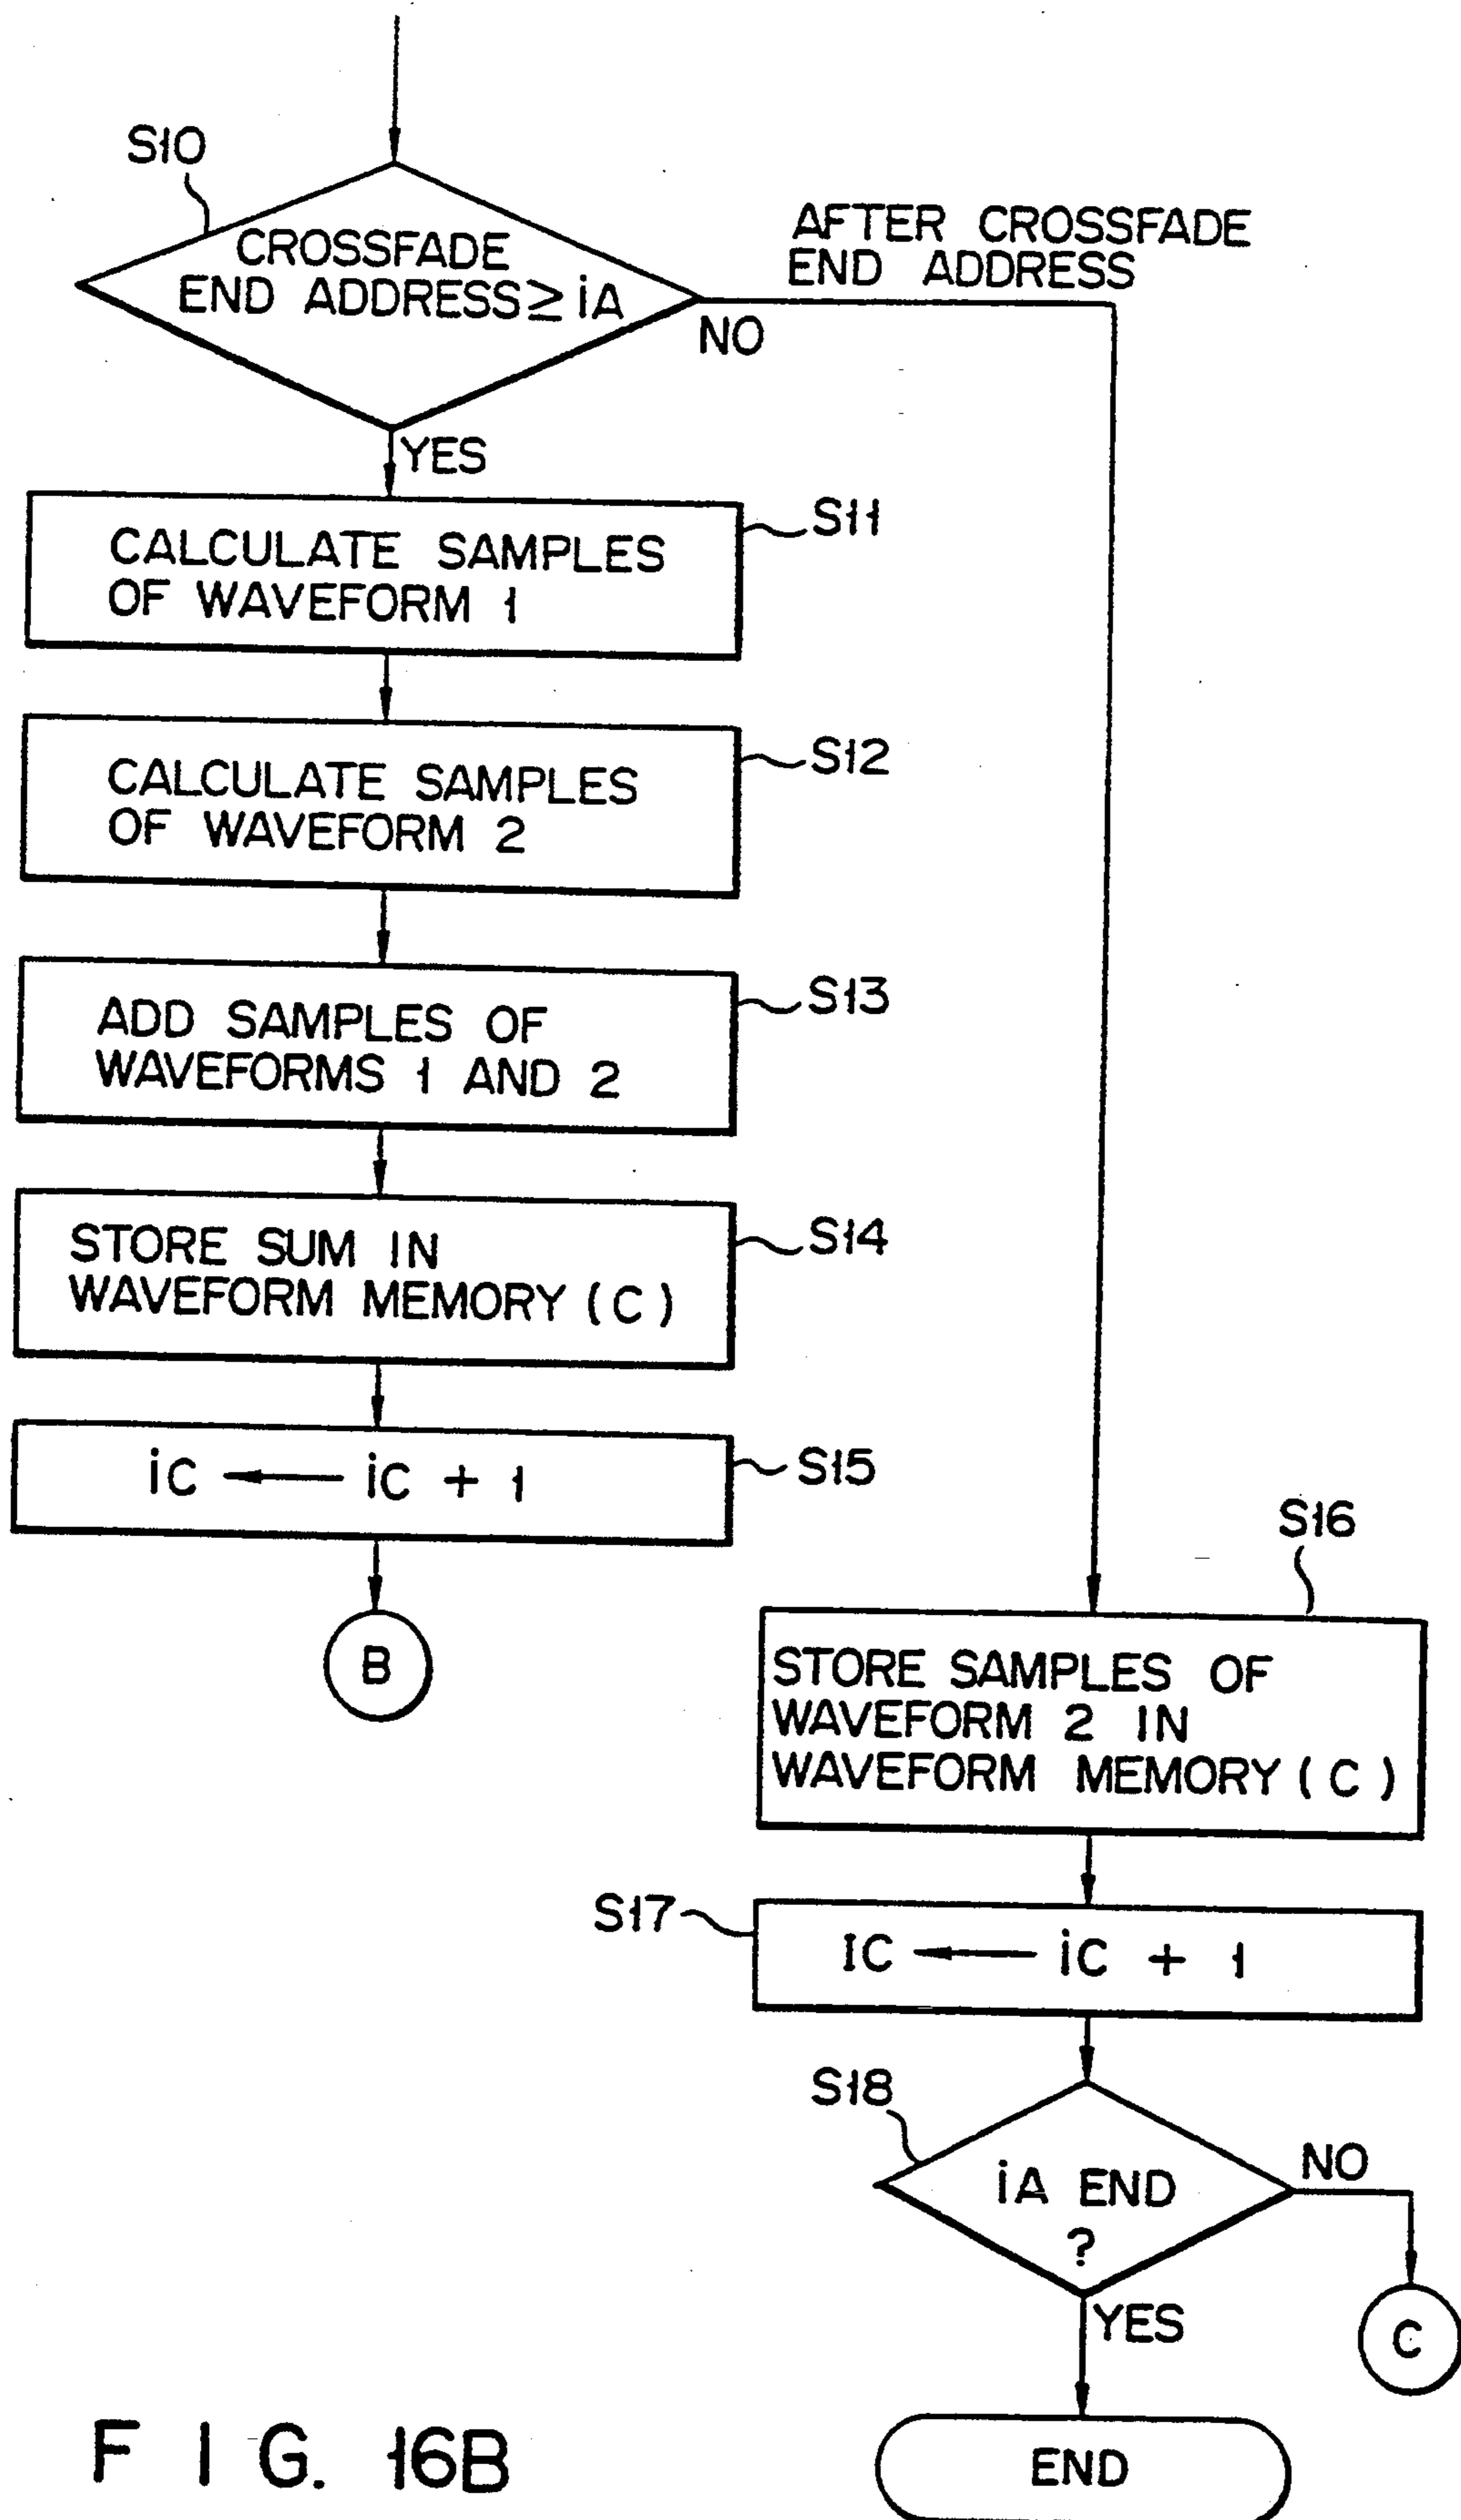 S10
CROSSFADE
END ADDRESS ≥ iA
AFTER CROSSFADE
END ADDRESS
NO
YES
CALCULATE SAMPLES
OF WAVEFORM 1
S11
CALCULATE SAMPLES
OF WAVEFORM 2
S12
ADD SAMPLES OF
WAVEFORMS 1 AND 2
S13
STORE SUM IN
WAVEFORM MEMORY (C)
S14
iC ← iC + 1
S15
B
S16
STORE SAMPLES OF
WAVEFORM 2 IN
WAVEFORM MEMORY (C)
S17
IC ← iC + 1
S18
iA END
?
NO
YES
C
END
F I G. 16B